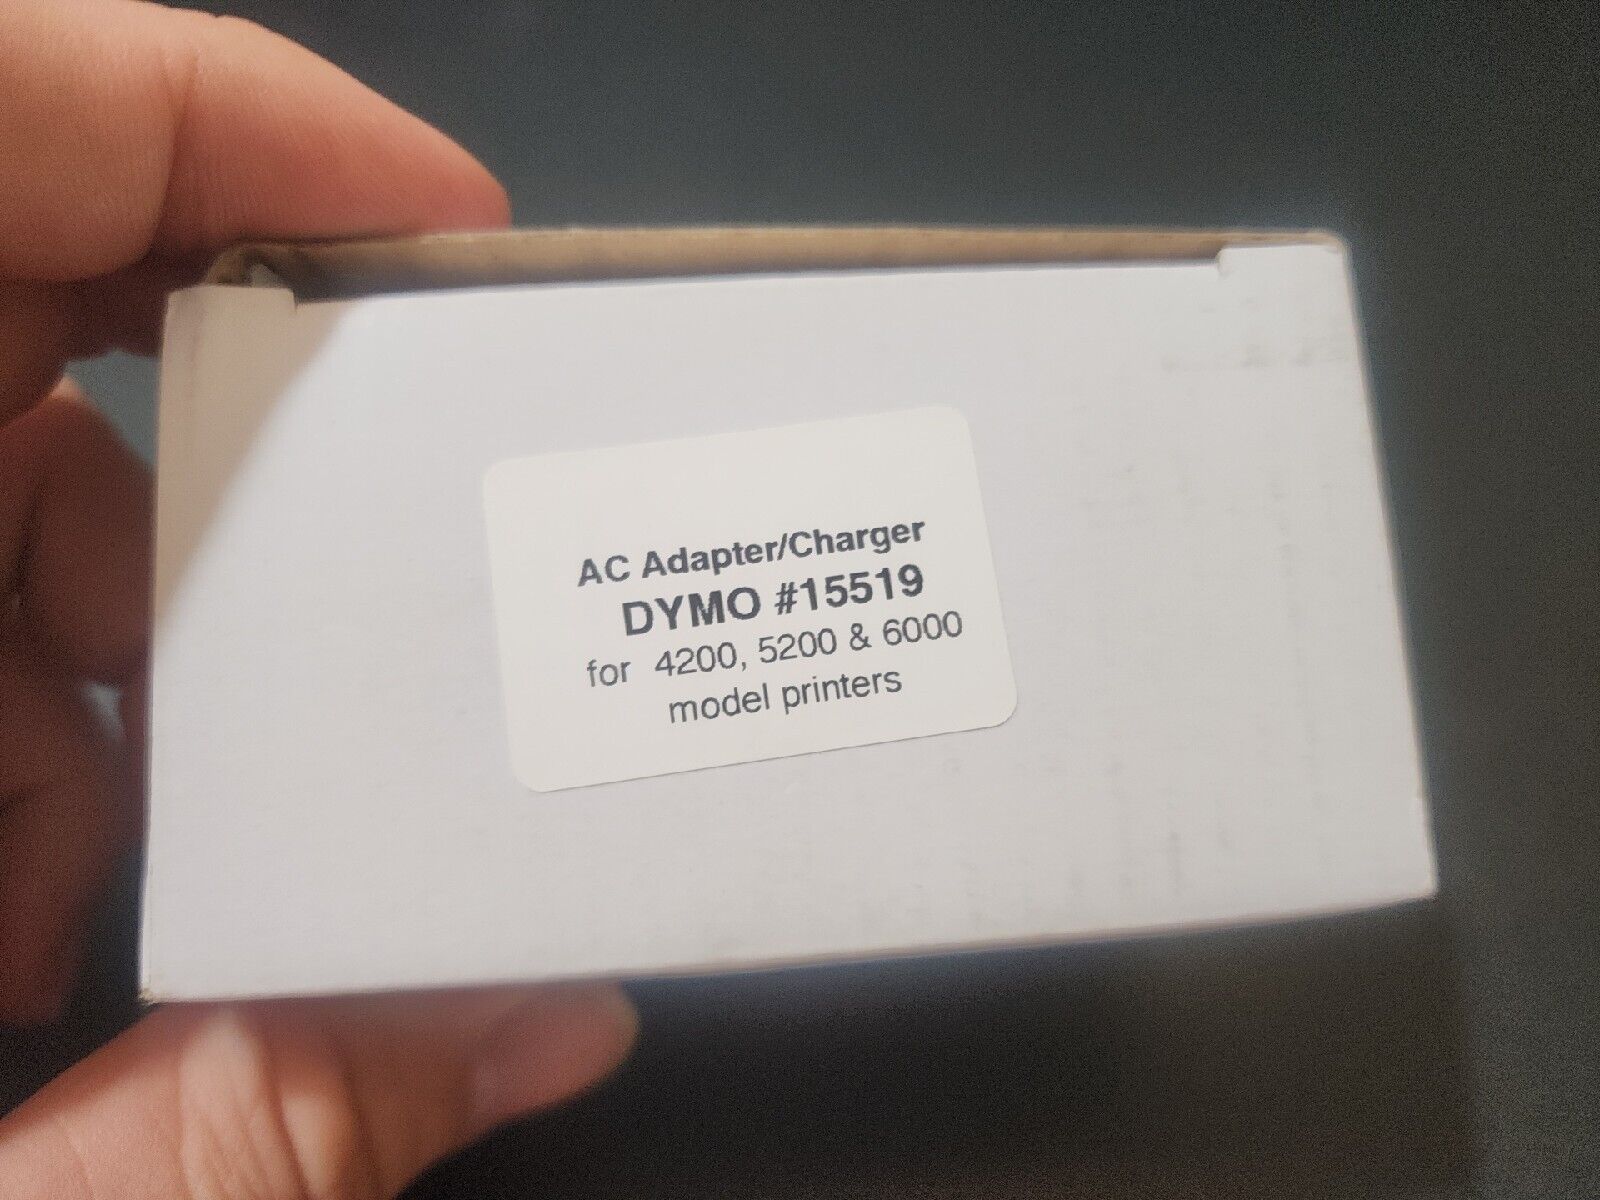 AC Adapter/Charger
DYMO #15519
for 4200, 5200 & 6000
model printers